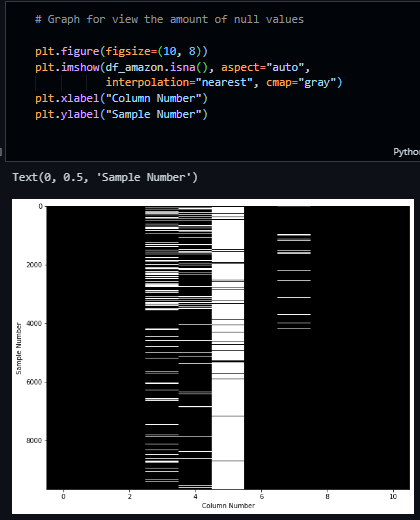 # Graph for view the amount of null values
plt.figure(figsize=(10, 8))
plt.imshow(df_amazon.isna(), aspect="auto",
interpolation="nearest", cmap="gray")
plt.xlabel("Column Number")
plt.ylabel("Sample Number")
Text(0, 0.5, 'Sample Number')
0
2000
4000
6000
8000
Sample Number
0 2 4 6 8 10
Column Number